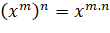 (x^m)^n = x^{m.n}